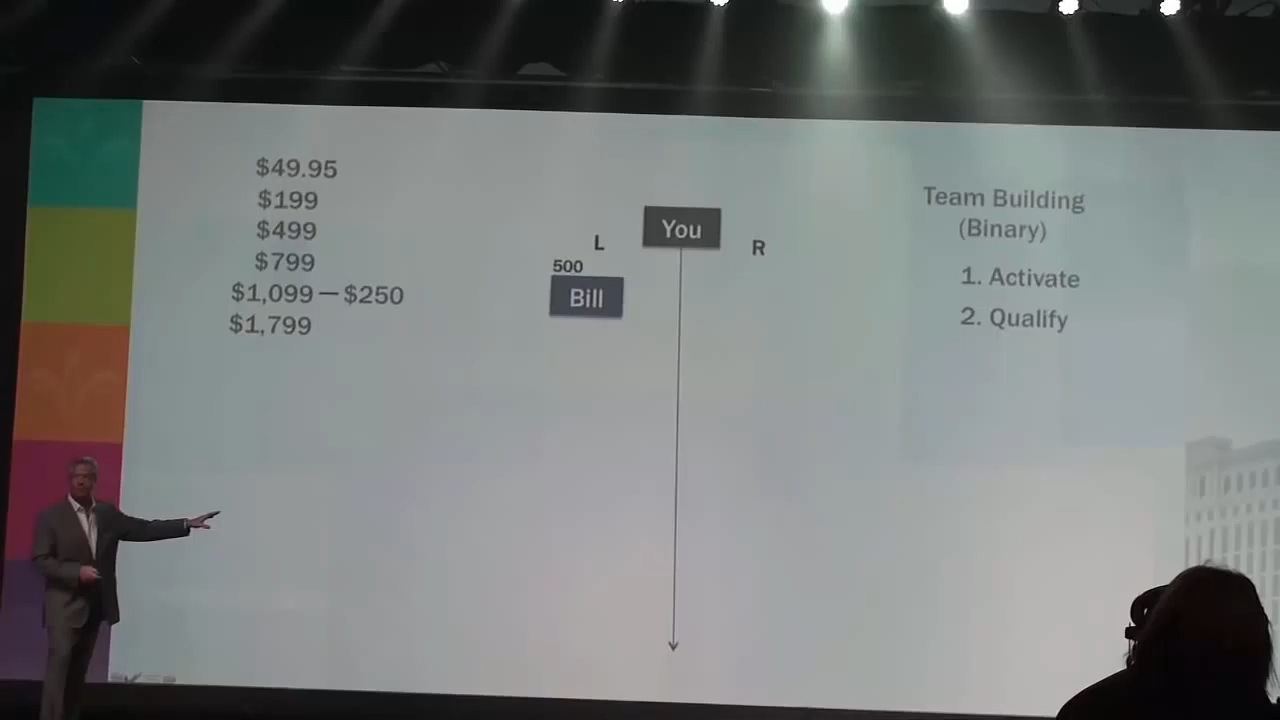 $49.95
$199
$499
$799
$1,099 — $250
$1,799
You
L
R
500
Bill
Team Building
(Binary)
1. Activate
2. Qualify